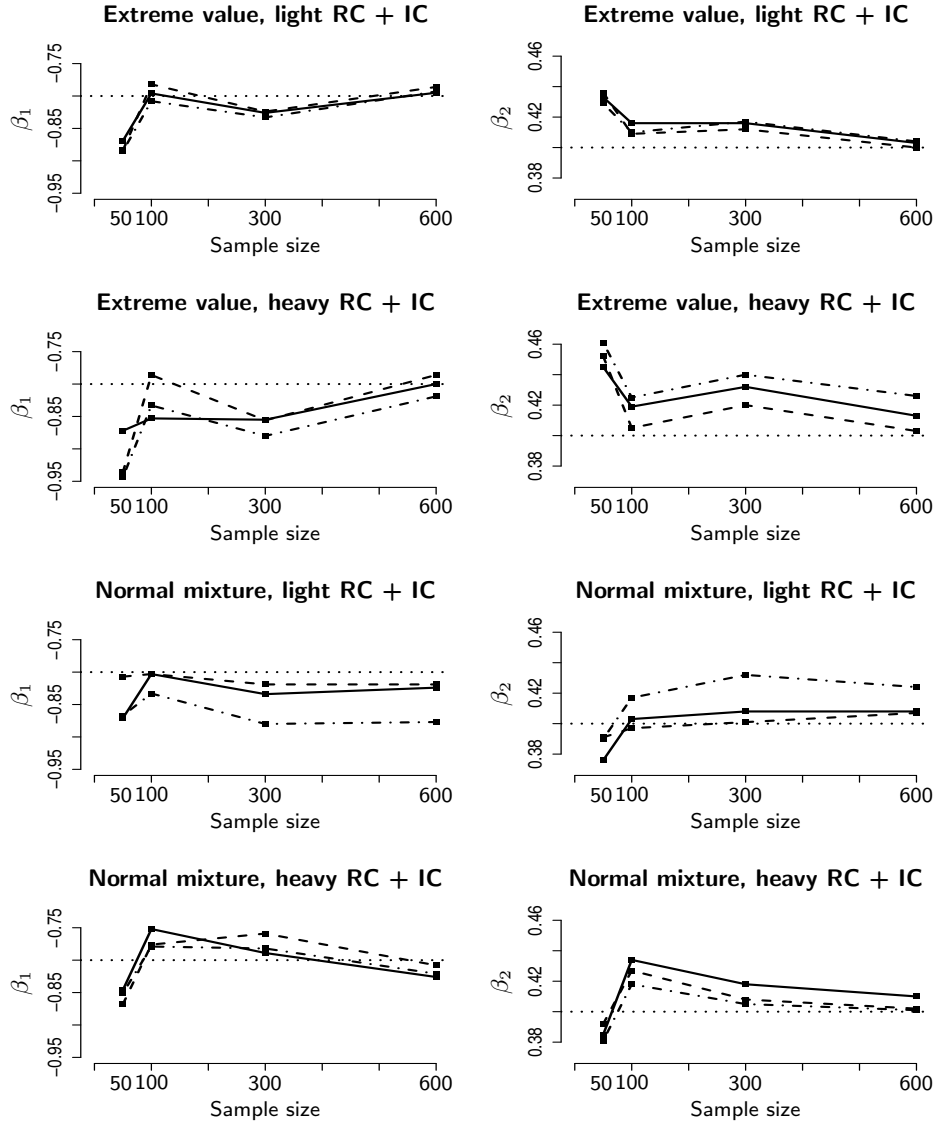 Extreme value, light RC + IC
β1
−0.75
−0.85
−0.95
50 100 300 600
Sample size
Extreme value, light RC + IC
β2
0.46
0.42
0.38
50 100 300 600
Sample size
Extreme value, heavy RC + IC
β1
−0.75
−0.85
−0.95
50 100 300 600
Sample size
Extreme value, heavy RC + IC
β2
0.46
0.42
0.38
50 100 300 600
Sample size
Normal mixture, light RC + IC
β1
−0.75
−0.85
−0.95
50 100 300 600
Sample size
Normal mixture, light RC + IC
β2
0.46
0.42
0.38
50 100 300 600
Sample size
Normal mixture, heavy RC + IC
β1
−0.75
−0.85
−0.95
50 100 300 600
Sample size
Normal mixture, heavy RC + IC
β2
0.46
0.42
0.38
50 100 300 600
Sample size